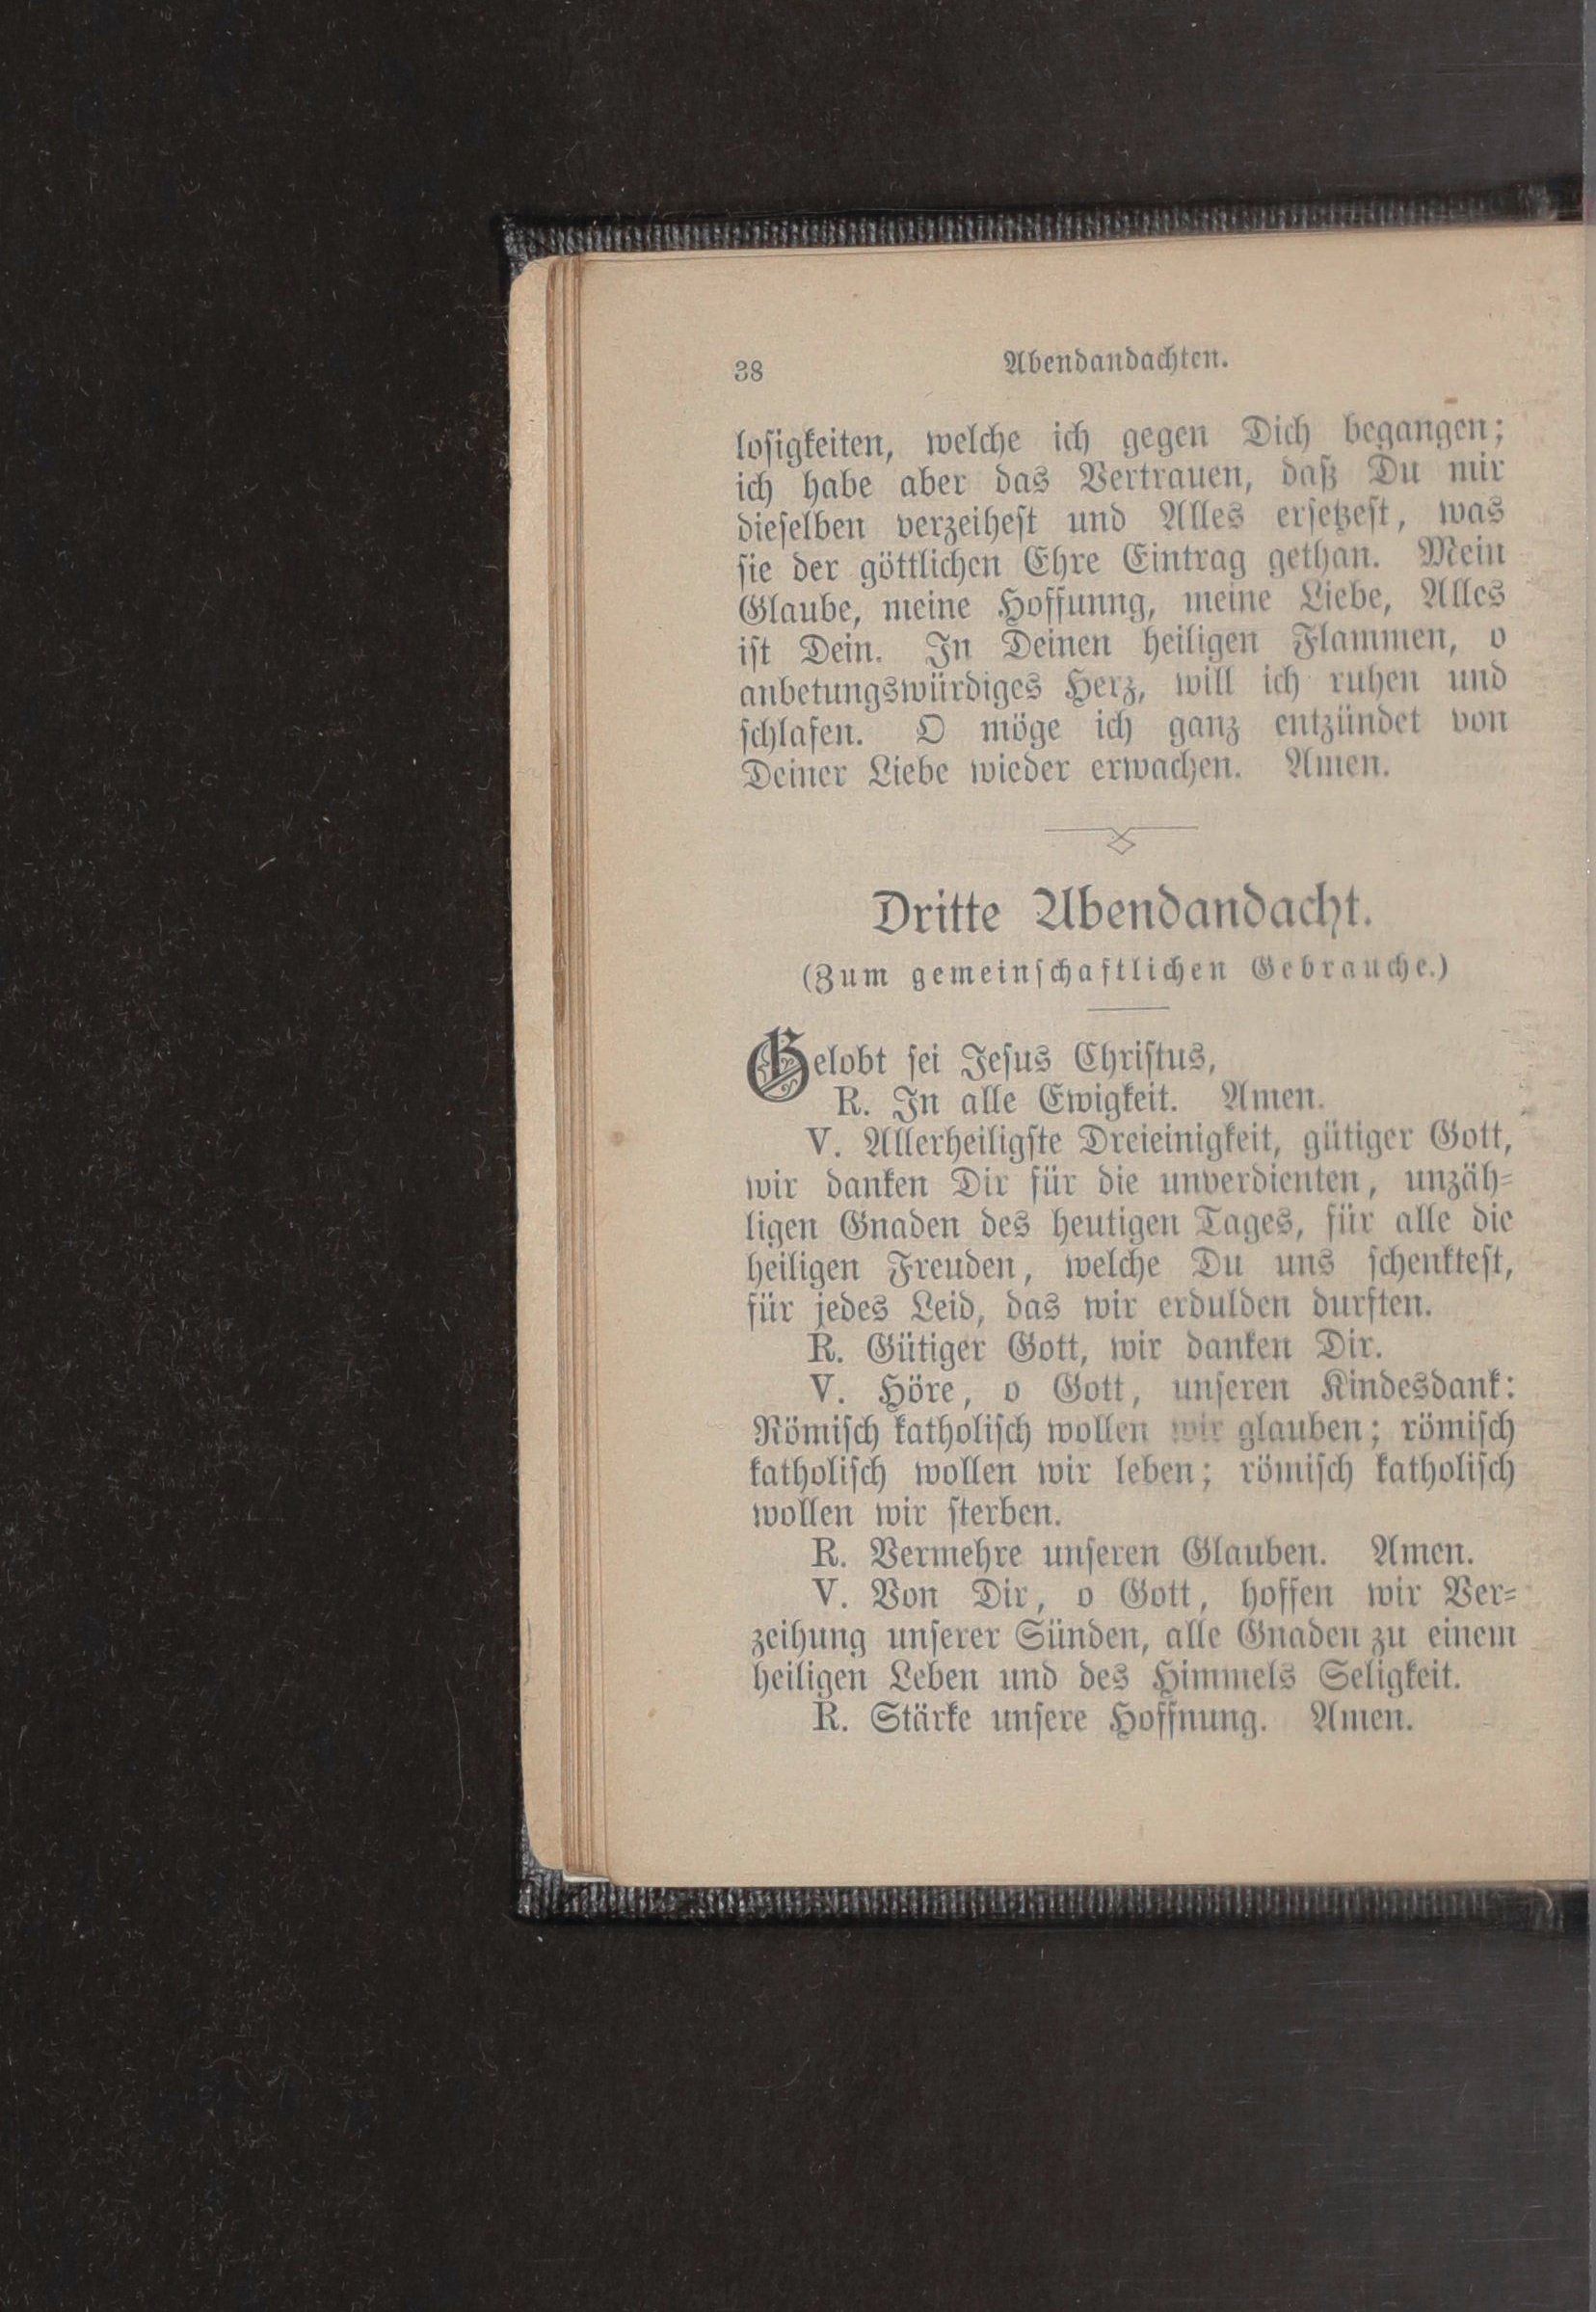 38 Abendandachten.
losigkeiten, welche ich gegen Dich begangen;
ich habe aber das Vertrauen, daß Du mir
dieselben verzeihest und Alles ersetzest, was
sie der göttlichen Ehre Eintrag gethan. Mein
Glaube, meine Hoffunng, meine Liebe, Alles
ist Dein. In Deinen heiligen Flammen, o
anbetungswürdiges Herz, will ich ruhen und
schlafen. O möge ich ganz entzündet von
Deiner Liebe wieder erwachen. Amen.
Dritte Abendandacht.
(Zum gemeinschaftlichen Gebrauche.)
Gelobt sei Jesus Christus,
R. In alle Ewigkeit. Amen.
V. Allerheiligste Dreieinigkeit, gütiger Gott,
wir danken Dir für die unverdienten, unzäh-
ligen Gnaden des heutigen Tages, für alle die
heiligen Freuden, welche Du uns schenktest,
für jedes Leid, das wir erdulden durften.
R. Gütiger Gott, wir danken Dir.
V. Höre, o Gott, unseren Kindesdank:
Römisch katholisch wollen wir glauben; römisch
katholisch wollen wir leben; römisch katholisch
wollen wir sterben.
R. Vermehre unseren Glauben. Amen.
V. Von Dir, o Gott, hoffen wir Ver-
zeihung unserer Sünden, alle Gnaden zu einem
heiligen Leben und des Himmels Seligkeit.
R. Stärke unsere Hoffnung. Amen.